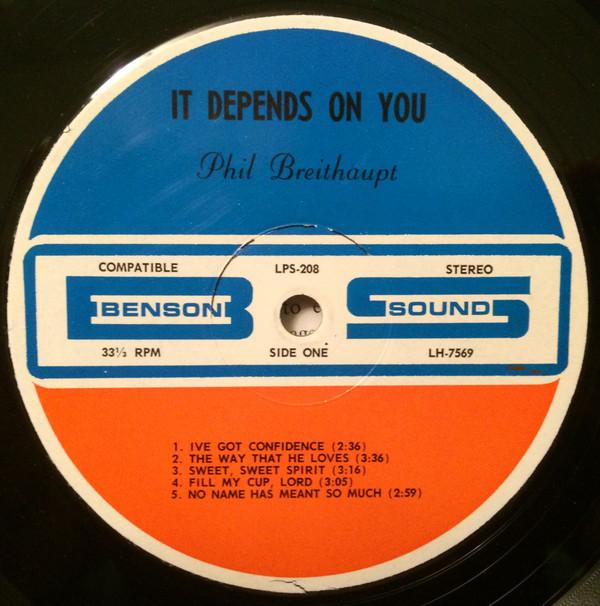 IT DEPENDS ON YOU
Phil Breithaupt
COMPATIBLE LPS-208 STEREO
BENSON SOUND
33⅓ RPM SIDE ONE LH-7569
1. IVE GOT CONFIDENCE (2:36)
2. THE WAY THAT HE LOVES (3:36)
3. SWEET, SWEET SPIRIT (3:16)
4. FILL MY CUP, LORD (3:05)
5. NO NAME HAS MEANT SO MUCH (2:59)